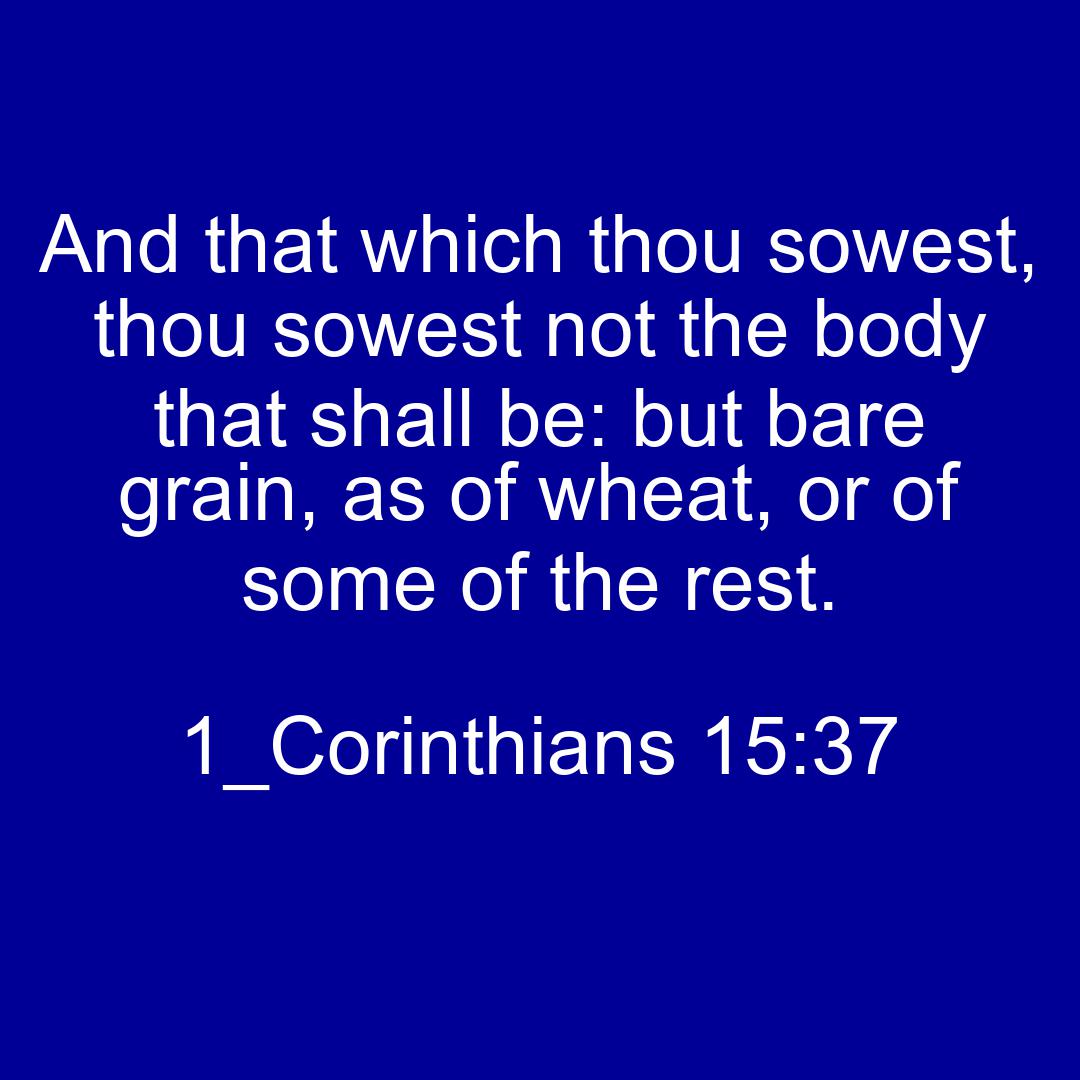 And that which thou sowest,
thou sowest not the body
that shall be: but bare
grain, as of wheat, or of
some of the rest.
1_Corinthians 15:37